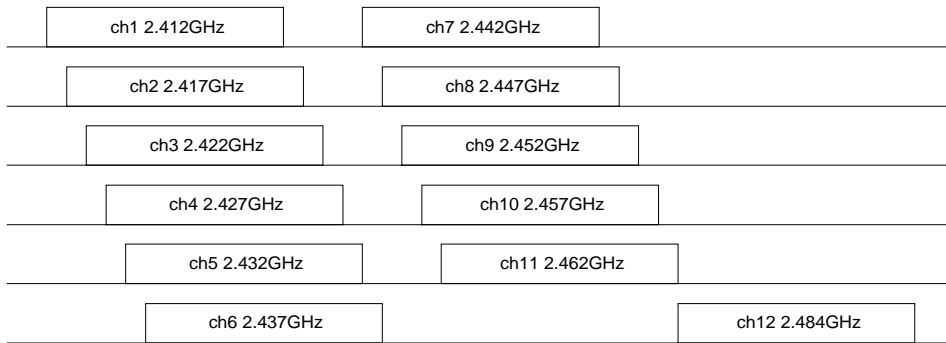 ch1 2.412GHz
ch7 2.442GHz
ch2 2.417GHz
ch8 2.447GHz
ch3 2.422GHz
ch9 2.452GHz
ch4 2.427GHz
ch10 2.457GHz
ch5 2.432GHz
ch11 2.462GHz
ch6 2.437GHz
ch12 2.484GHz